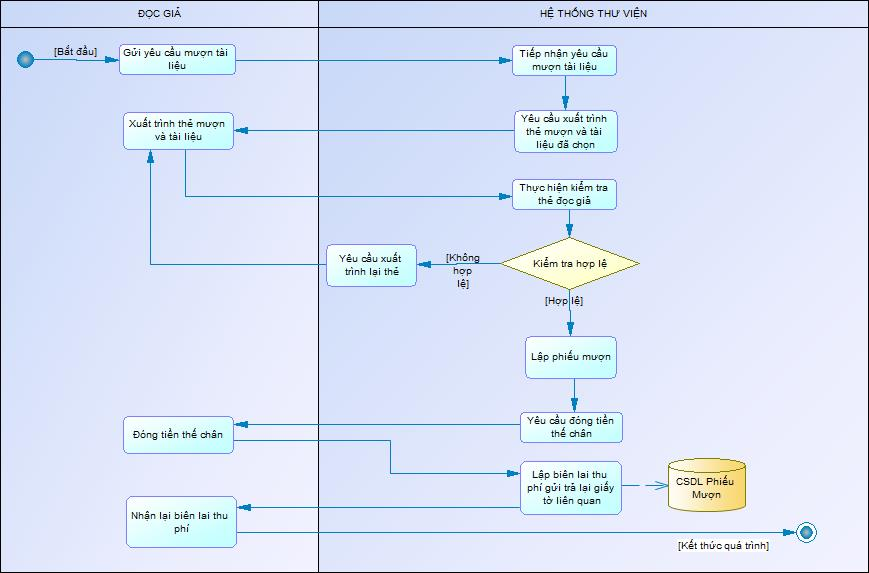 ĐỌC GIẢ
HỆ THỐNG THƯ VIỆN
[Bắt đầu]
Gửi yêu cầu mượn tài
liệu
Tiếp nhận yêu cầu
mượn tài liệu
Xuất trình thẻ mượn
và tài liệu
Yêu cầu xuất trình
thẻ mượn và tài
liệu đã chọn
Thực hiện kiểm tra
thẻ đọc giả
Yêu cầu xuất
trình lại thẻ
[Không
hợp
lệ]
Kiểm tra hợp lệ
[Hợp lệ]
Lập phiếu mượn
Yêu cầu đóng tiền
thế chân
Đóng tiền thế chân
Lập biên lai thu
phí gửi trả lại giấy
tờ liên quan
CSDL Phiếu
Mượn
Nhận lại biên lai thu
phí
[Kết thúc quá trình]